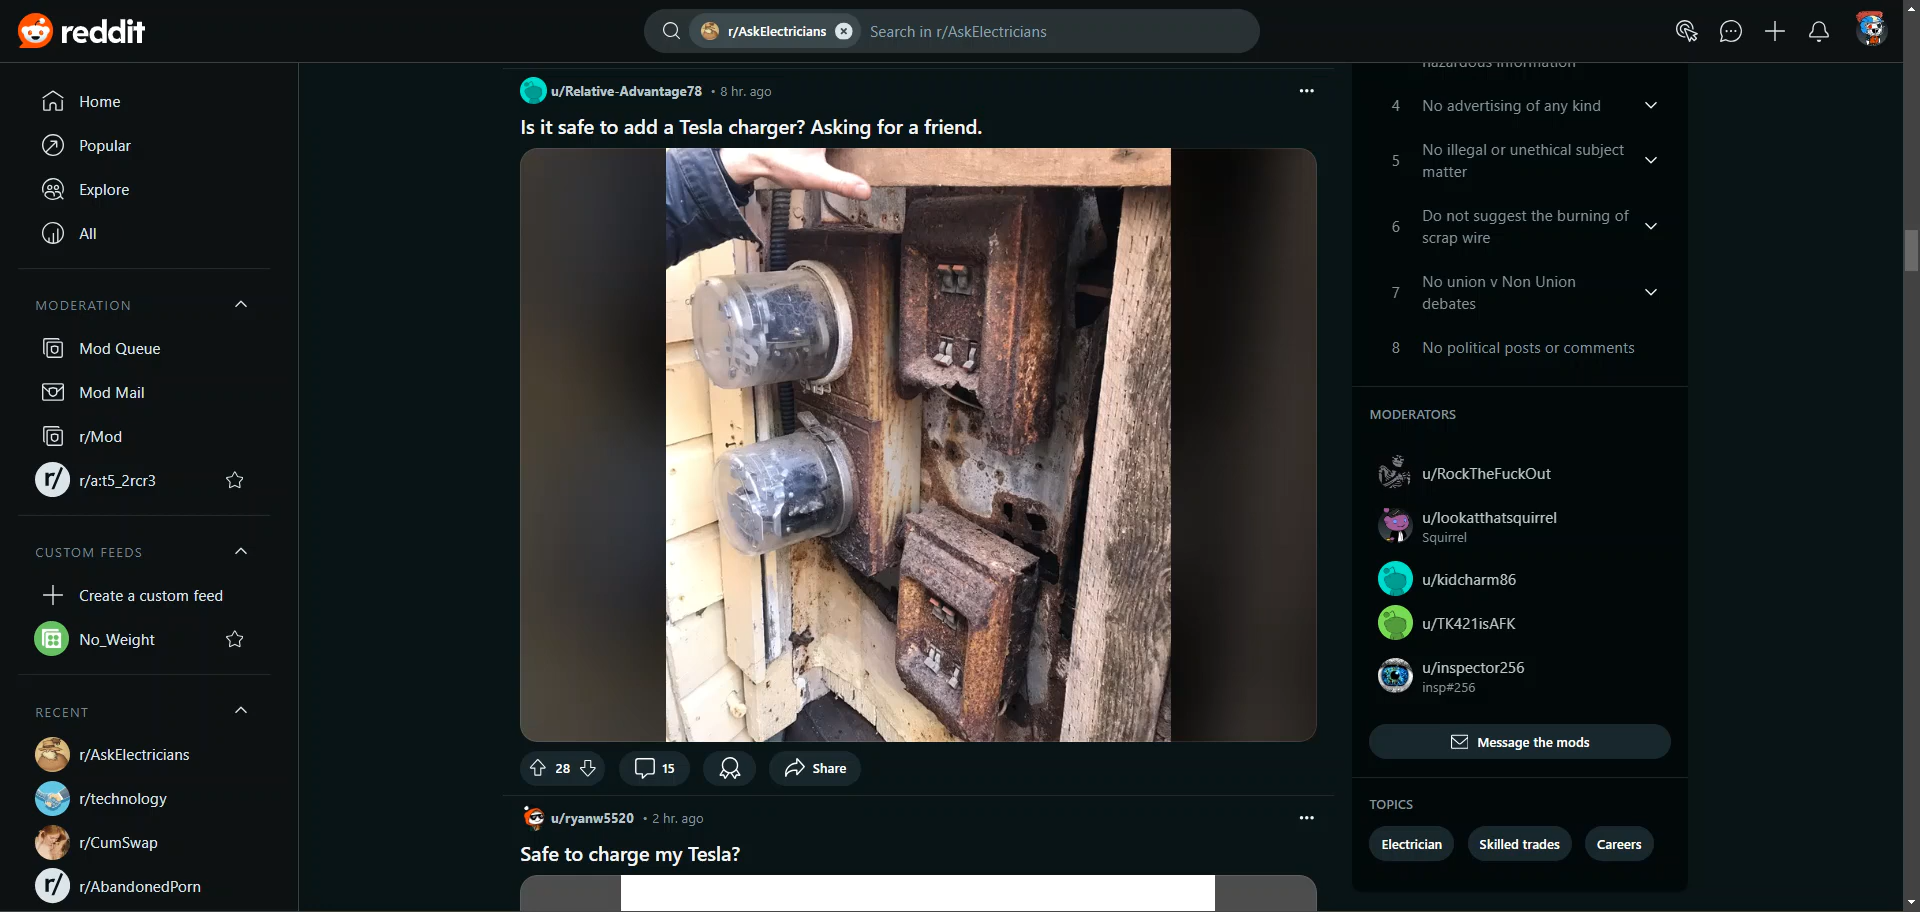 reddit
r/AskElectricians
Search in r/AskElectricians
Home
Popular
Explore
All
MODERATION
Mod Queue
Mod Mail
r/Mod
r/a:t5_2rcr3
CUSTOM FEEDS
Create a custom feed
No_Weight
RECENT
r/AskElectricians
r/technology
r/CumSwap
r/AbandonedPorn
u/Relative-Advantage78 • 8 hr. ago
Is it safe to add a Tesla charger? Asking for a friend.
28
15
Share
u/ryanw5520 • 2 hr. ago
Safe to charge my Tesla?
hazardous information
4 No advertising of any kind
5 No illegal or unethical subject
matter
6 Do not suggest the burning of
scrap wire
7 No union v Non Union
debates
8 No political posts or comments
MODERATORS
u/RockTheFuckOut
u/lookatthatsquirrel
Squirrel
u/kidcharm86
u/TK421isAFK
u/inspector256
insp#256
Message the mods
TOPICS
Electrician
Skilled trades
Careers